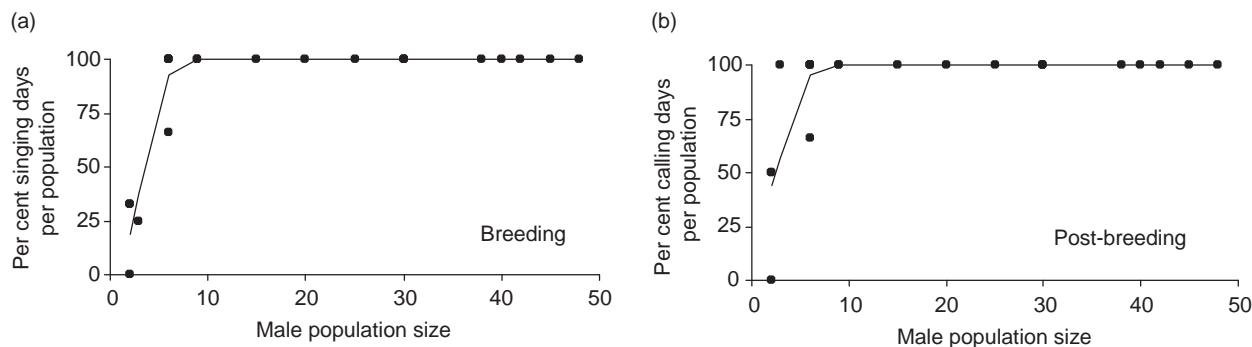 (a)
Per cent singing days
per population
100
75
50
25
0
Breeding
0 10 20 30 40 50
Male population size
(b)
Per cent calling days
per population
100
75
50
25
0
Post-breeding
0 10 20 30 40 50
Male population size